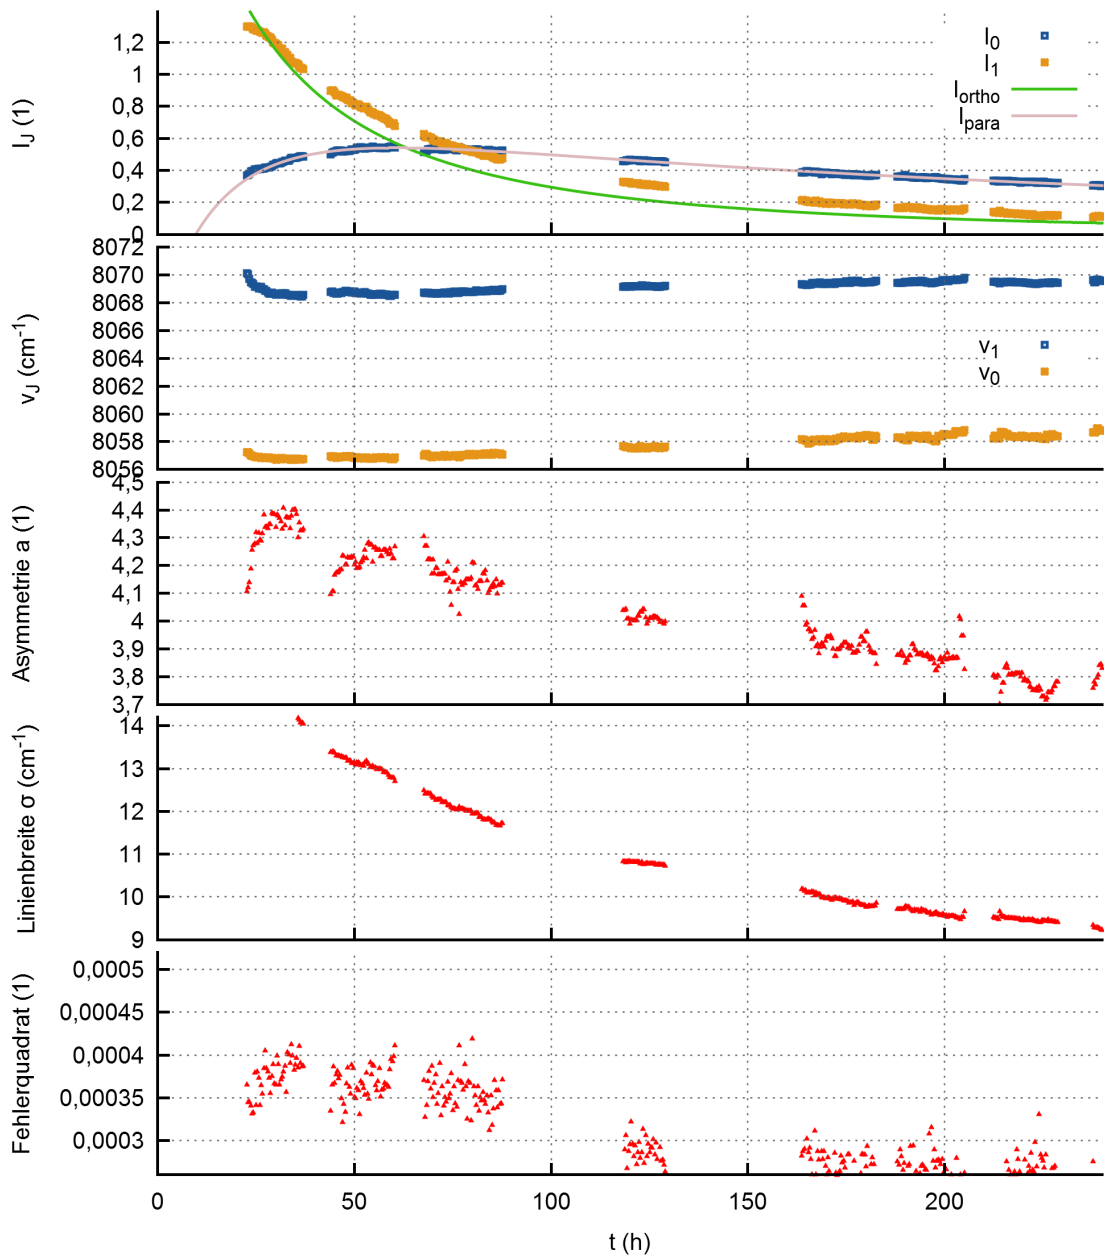 I_J (1)
1,2
1
0,8
0,6
0,4
0,2
0
I_0
I_1
I_ortho
I_para
ν_J (cm⁻¹)
8072
8070
8068
8066
8064
8062
8060
8058
8056
ν_1
ν_0
Asymmetrie a (1)
4,5
4,4
4,3
4,2
4,1
4
3,9
3,8
3,7
Linienbreite σ (cm⁻¹)
14
13
12
11
10
9
Fehlerquadrat (1)
0,0005
0,00045
0,0004
0,00035
0,0003
0 50 100 150 200
t (h)